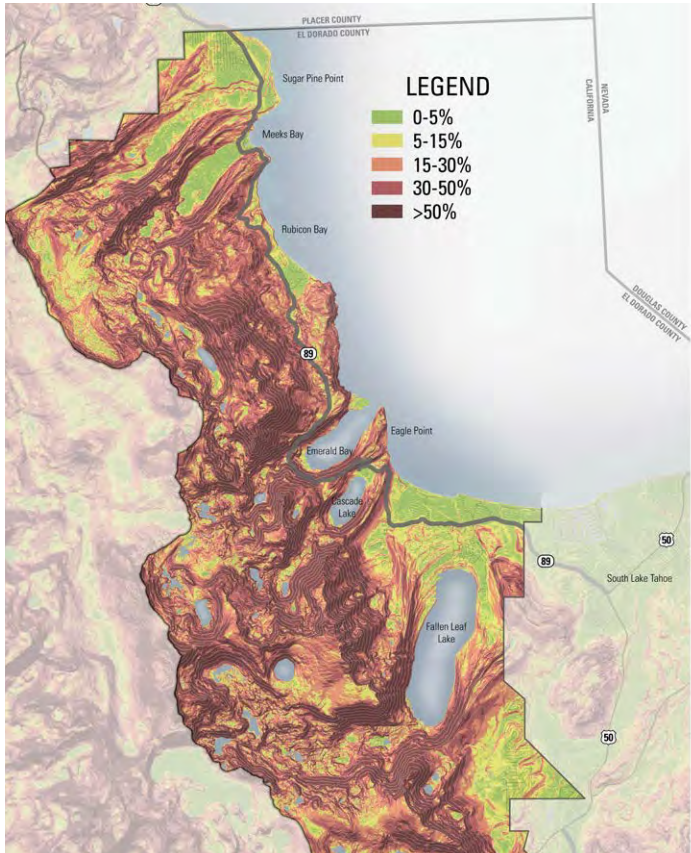 PLACER COUNTY
EL DORADO COUNTY
Sugar Pine Point
LEGEND
0-5%
5-15%
15-30%
30-50%
>50%
NEVADA
CALIFORNIA
Meeks Bay
Rubicon Bay
DOUGLAS COUNTY
EL DORADO COUNTY
89
Eagle Point
Emerald Bay
Cascade
Lake
50
89
South Lake Tahoe
Fallen Leaf
Lake
50